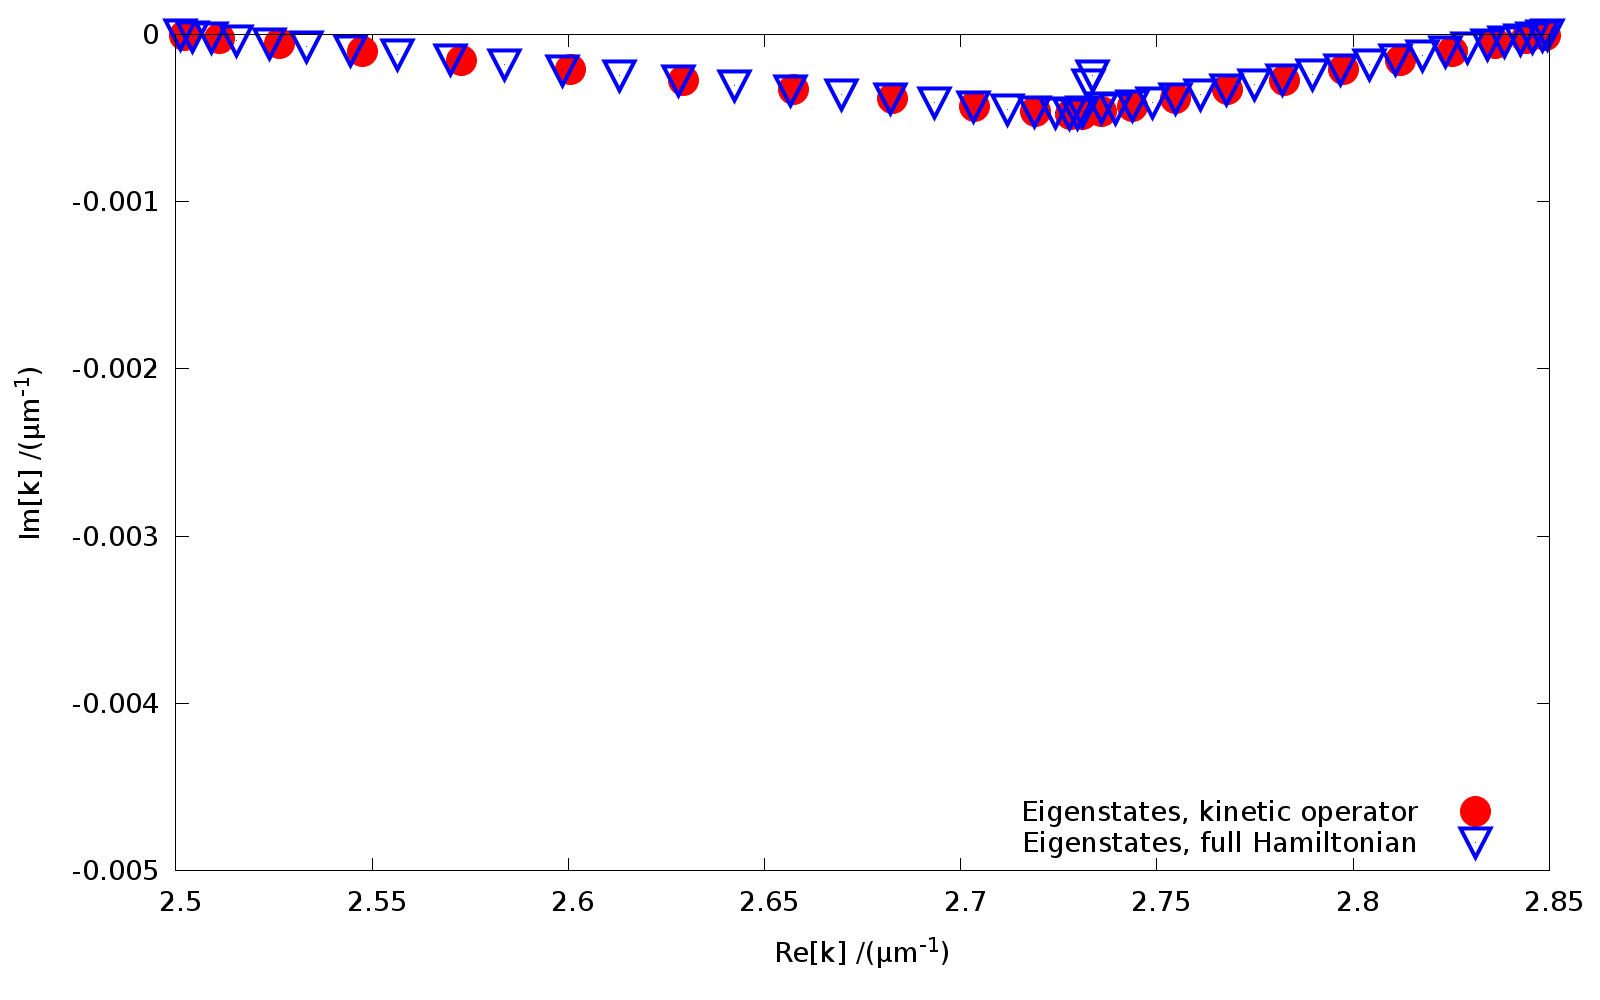 0
-0.001
-0.002
-0.003
-0.004
-0.005
2.5 2.55 2.6 2.65 2.7 2.75 2.8 2.85
Im[k] /(µm⁻¹)
Re[k] /(µm⁻¹)
Eigenstates, kinetic operator
Eigenstates, full Hamiltonian